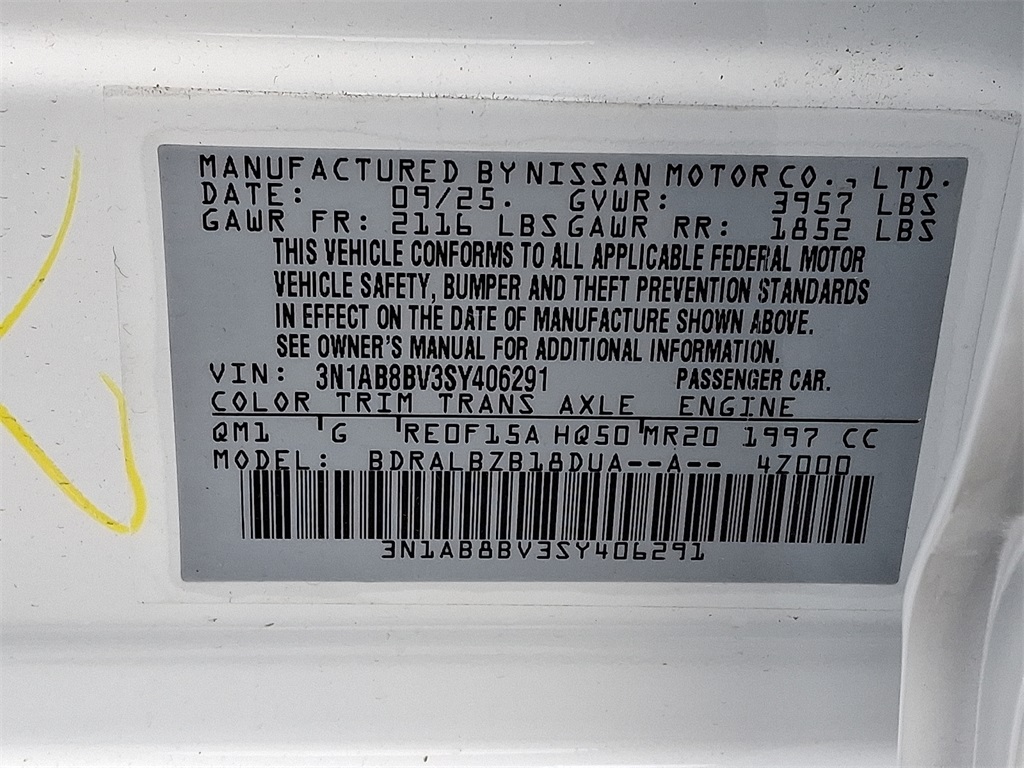 MANUFACTURED BY NISSAN MOTOR CO., LTD.
DATE: 09/25. GVWR: 3957 LBS
GAWR FR: 2116 LBS GAWR RR: 1852 LBS
THIS VEHICLE CONFORMS TO ALL APPLICABLE FEDERAL MOTOR
VEHICLE SAFETY, BUMPER AND THEFT PREVENTION STANDARDS
IN EFFECT ON THE DATE OF MANUFACTURE SHOWN ABOVE.
SEE OWNER'S MANUAL FOR ADDITIONAL INFORMATION.
VIN: 3N1AB8BV3SY406291 PASSENGER CAR.
COLOR TRIM TRANS AXLE ENGINE
QM1 G RE0F15A HQ50 MR20 1997 CC
MODEL: BDRALBZB18DUA--A-- 4Z000
3N1AB8BV3SY406291